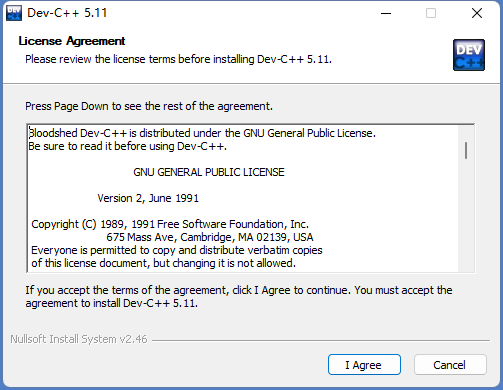 Dev-C++ 5.11
License Agreement
Please review the license terms before installing Dev-C++ 5.11.
DEV
C++
Press Page Down to see the rest of the agreement.
Bloodshed Dev-C++ is distributed under the GNU General Public License.
Be sure to read it before using Dev-C++.
GNU GENERAL PUBLIC LICENSE
Version 2, June 1991
Copyright (C) 1989, 1991 Free Software Foundation, Inc.
675 Mass Ave, Cambridge, MA 02139, USA
Everyone is permitted to copy and distribute verbatim copies
of this license document, but changing it is not allowed.
If you accept the terms of the agreement, click I Agree to continue. You must accept the
agreement to install Dev-C++ 5.11.
Nullsoft Install System v2.46
I Agree
Cancel